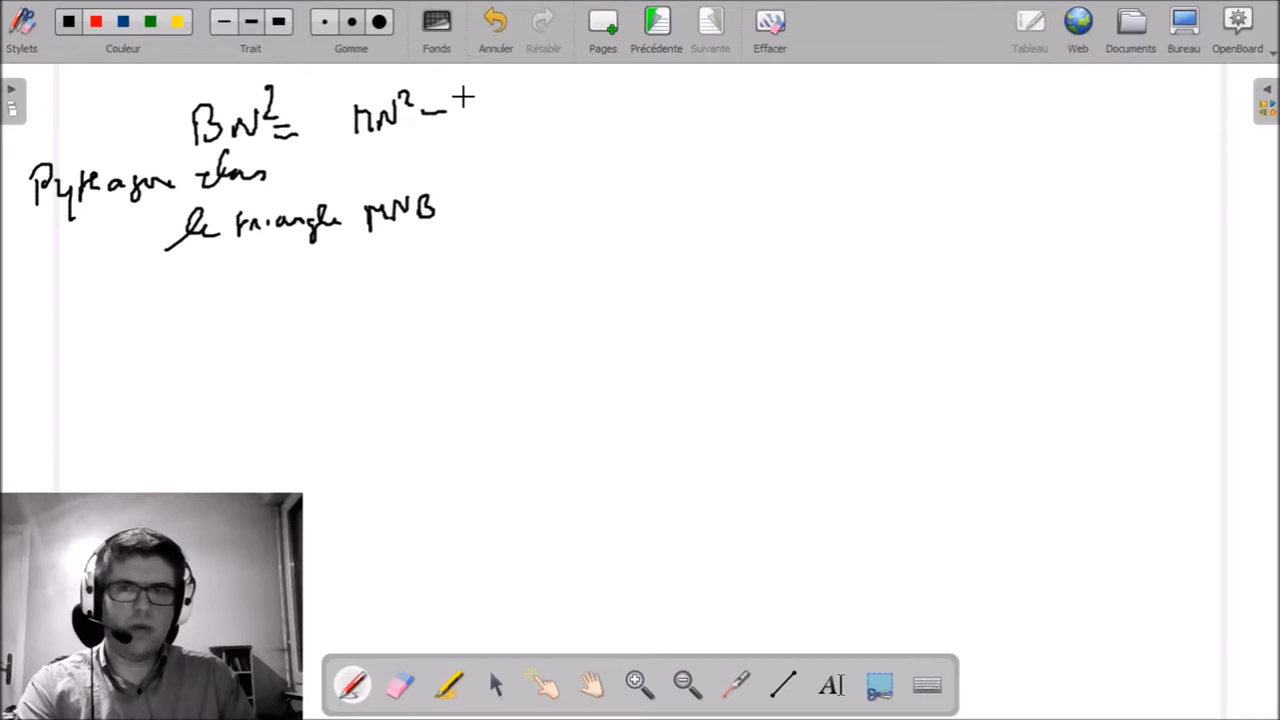 Stylets
Couleur
Trait
Gomme
Fonds
Annuler
Rétablir
Pages
Précédente
Suivante
Effacer
Tableau
Web
Documents
Bureau
OpenBoard
BN²= MN² -
Pythagore dans
le triangle MNB
AI